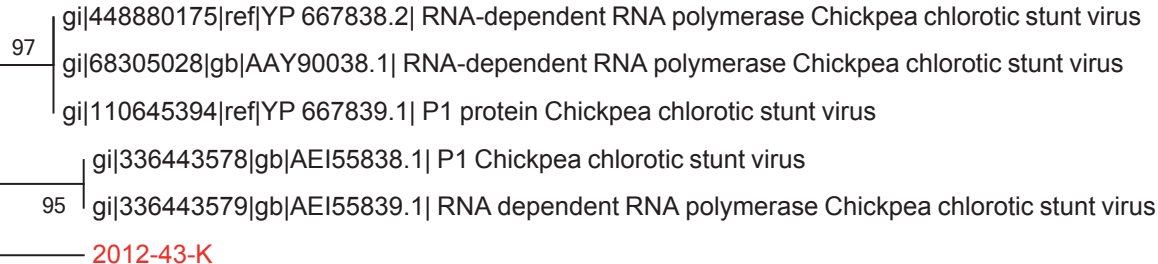 gi|448880175|ref|YP 667838.2| RNA-dependent RNA polymerase Chickpea chlorotic stunt virus
97
gi|68305028|gb|AAY90038.1| RNA-dependent RNA polymerase Chickpea chlorotic stunt virus
gi|110645394|ref|YP 667839.1| P1 protein Chickpea chlorotic stunt virus
gi|336443578|gb|AEI55838.1| P1 Chickpea chlorotic stunt virus
95
gi|336443579|gb|AEI55839.1| RNA dependent RNA polymerase Chickpea chlorotic stunt virus
2012-43-K